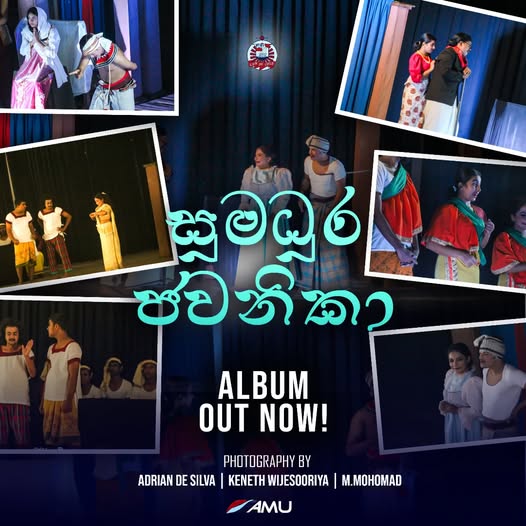 සුමධුර
ජවනිකා
ALBUM
OUT NOW!
PHOTOGRAPHY BY
ADRIAN DE SILVA | KENETH WIJESOORIYA | M.MOHOMAD
AMU